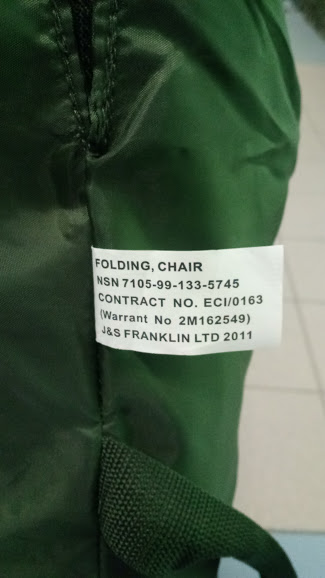 FOLDING, CHAIR
NSN 7105-99-133-5745
CONTRACT NO. ECI/0163
(Warrant No 2M162549)
J&S FRANKLIN LTD 2011